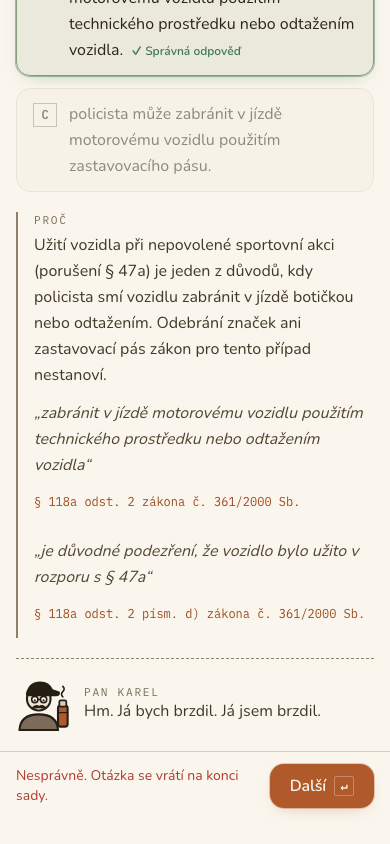 technického prostředku nebo odtažením
vozidla. ✓ Správná odpověď
C
policista může zabránit v jízdě
motorovému vozidlu použitím
zastavovacího pásu.
PROČ
Užití vozidla při nepovolené sportovní akci
(porušení § 47a) je jeden z důvodů, kdy
policista smí vozidlu zabránit v jízdě botičkou
nebo odtažením. Odebrání značek ani
zastavovací pás zákon pro tento případ
nestanoví.
„zabránit v jízdě motorovému vozidlu použitím
technického prostředku nebo odtažením
vozidla“
§ 118a odst. 2 zákona č. 361/2000 Sb.
„je důvodné podezření, že vozidlo bylo užito v
rozporu s § 47a“
§ 118a odst. 2 písm. d) zákona č. 361/2000 Sb.
PAN KAREL
Hm. Já bych brzdil. Já jsem brzdil.
Nesprávně. Otázka se vrátí na konci
sady.
Další ↵